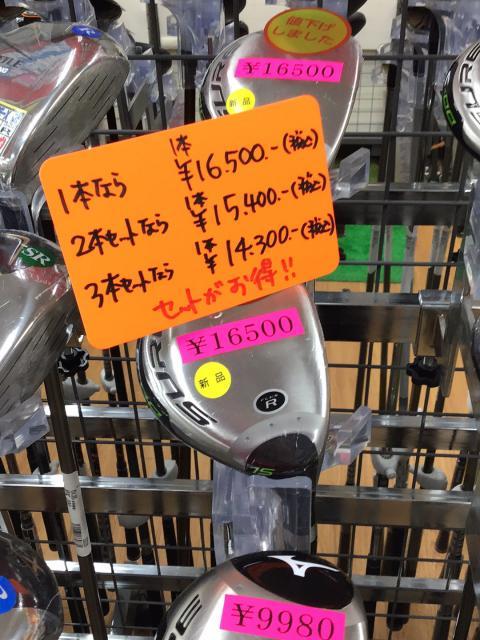 値下げ
しました
¥16500
新品
1本なら 1本 ¥16.500.-(税込)
2本セットなら 1本 ¥15.400.-(税込)
3本セットなら 1本 ¥14.300.-(税込)
セットがお得!!
SR
¥16500
新品
R
¥9980